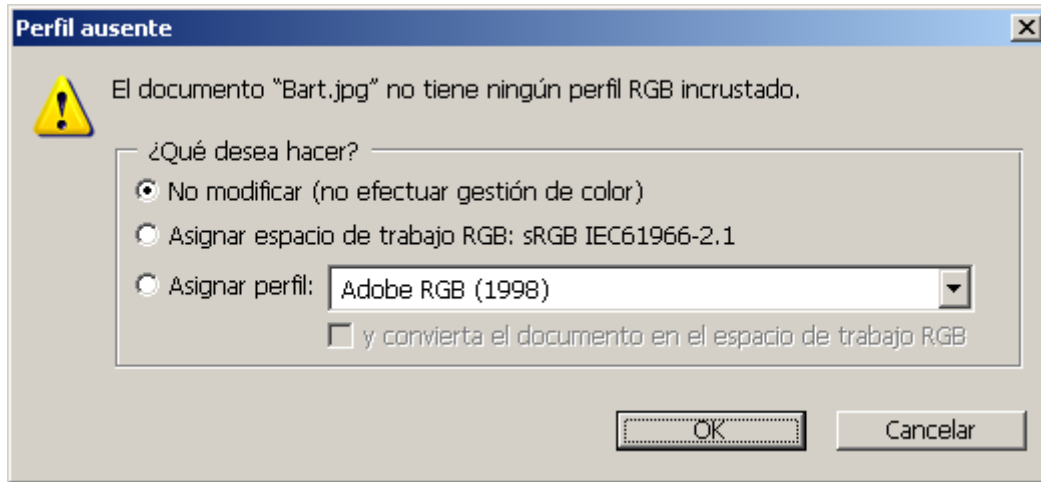 Perfil ausente
El documento “Bart.jpg” no tiene ningún perfil RGB incrustado.
¿Qué desea hacer?
No modificar (no efectuar gestión de color)
Asignar espacio de trabajo RGB: sRGB IEC61966-2.1
Asignar perfil: Adobe RGB (1998)
y convierta el documento en el espacio de trabajo RGB
OK Cancelar